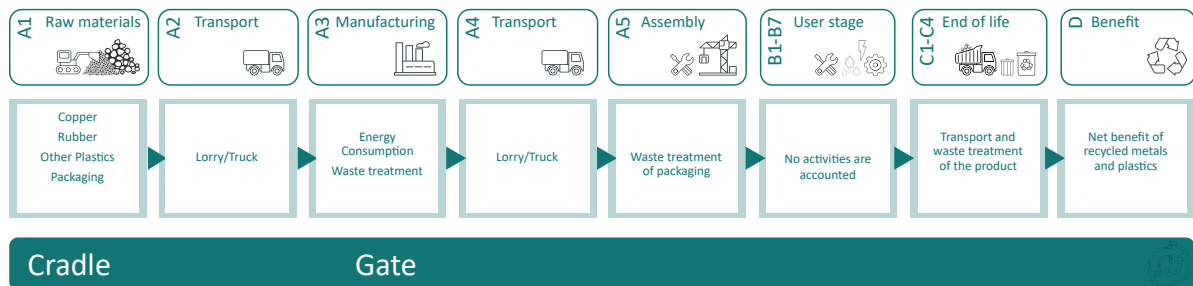 A1 Raw materials
A2 Transport
A3 Manufacturing
A4 Transport
A5 Assembly
B1-B7 User stage
C1-C4 End of life
D Benefit
Copper
Rubber
Other Plastics
Packaging
Lorry/Truck
Energy
Consumption
Waste treatment
Lorry/Truck
Waste treatment
of packaging
No activities are
accounted
Transport and
waste treatment
of the product
Net benefit of
recycled metals
and plastics
Cradle
Gate